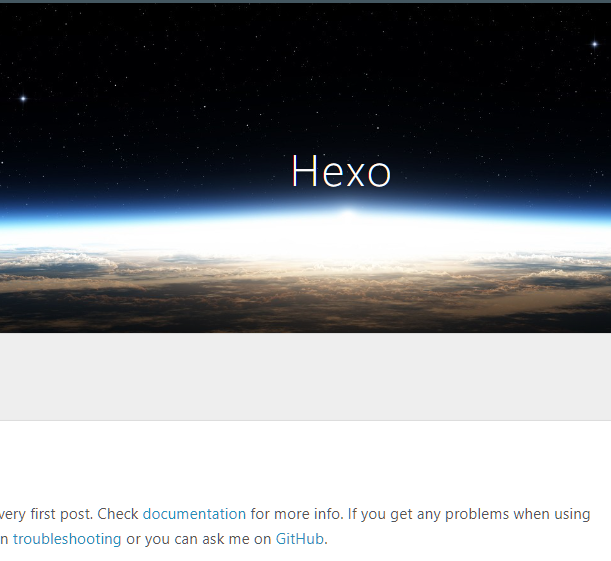 Hexo
very first post. Check documentation for more info. If you get any problems when using
n troubleshooting or you can ask me on GitHub.